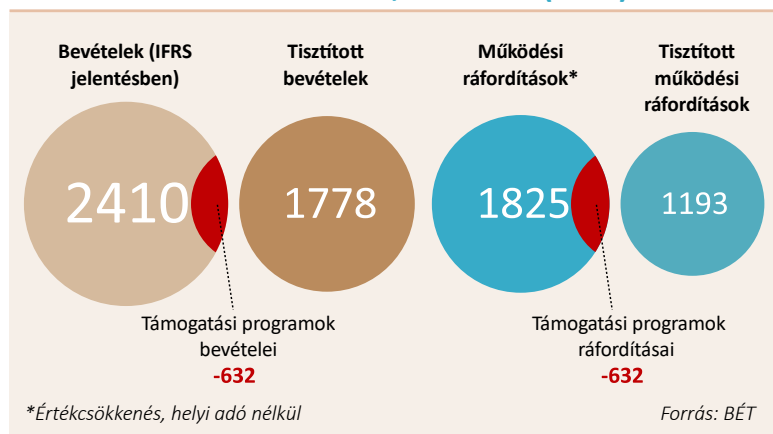 Bevételek (IFRS
jelentésben)
Tisztított
bevételek
Működési
ráfordítások*
Tisztított
működési
ráfordítások
2410
1778
1825
1193
Támogatási programok
bevételei
-632
Támogatási programok
ráfordításai
-632
*Értékcsökkenés, helyi adó nélkül
Forrás: BÉT